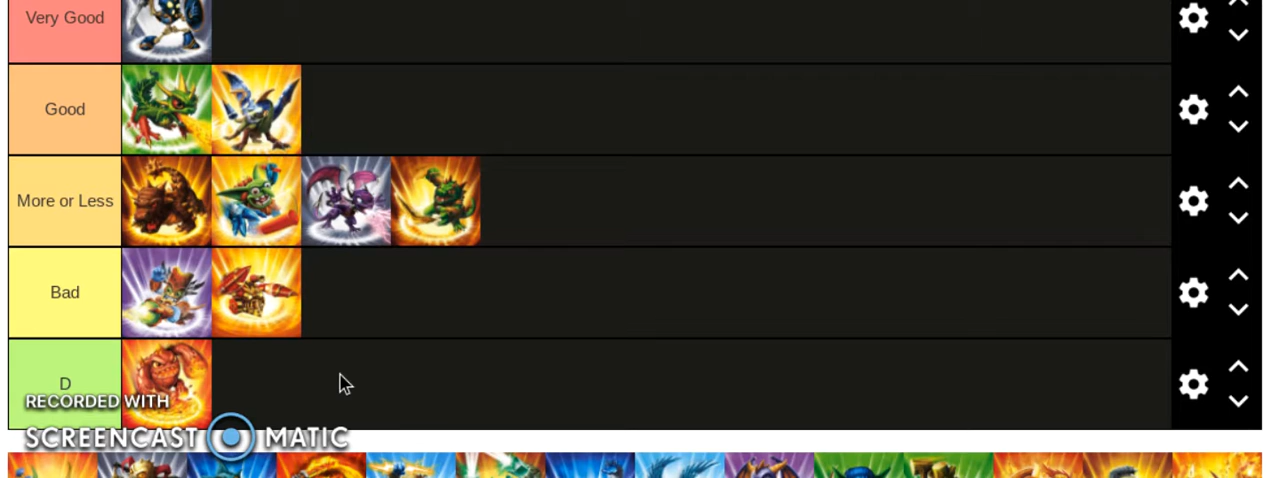 Very Good
Good
More or Less
Bad
D
RECORDED WITH
SCREENCAST MATIC